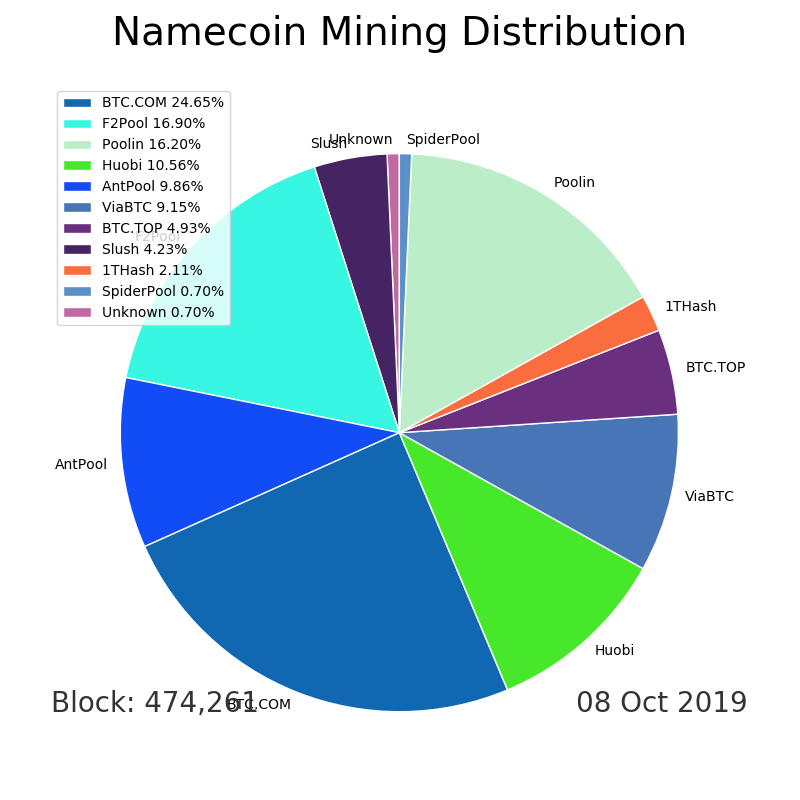 Namecoin Mining Distribution
BTC.COM 24.65%
F2Pool 16.90%
Poolin 16.20%
Huobi 10.56%
AntPool 9.86%
ViaBTC 9.15%
BTC.TOP 4.93%
Slush 4.23%
1THash 2.11%
SpiderPool 0.70%
Unknown 0.70%
Slush
Unknown
SpiderPool
Poolin
F2Pool
1THash
BTC.TOP
AntPool
ViaBTC
Huobi
BTC.COM
Block: 474,261
08 Oct 2019